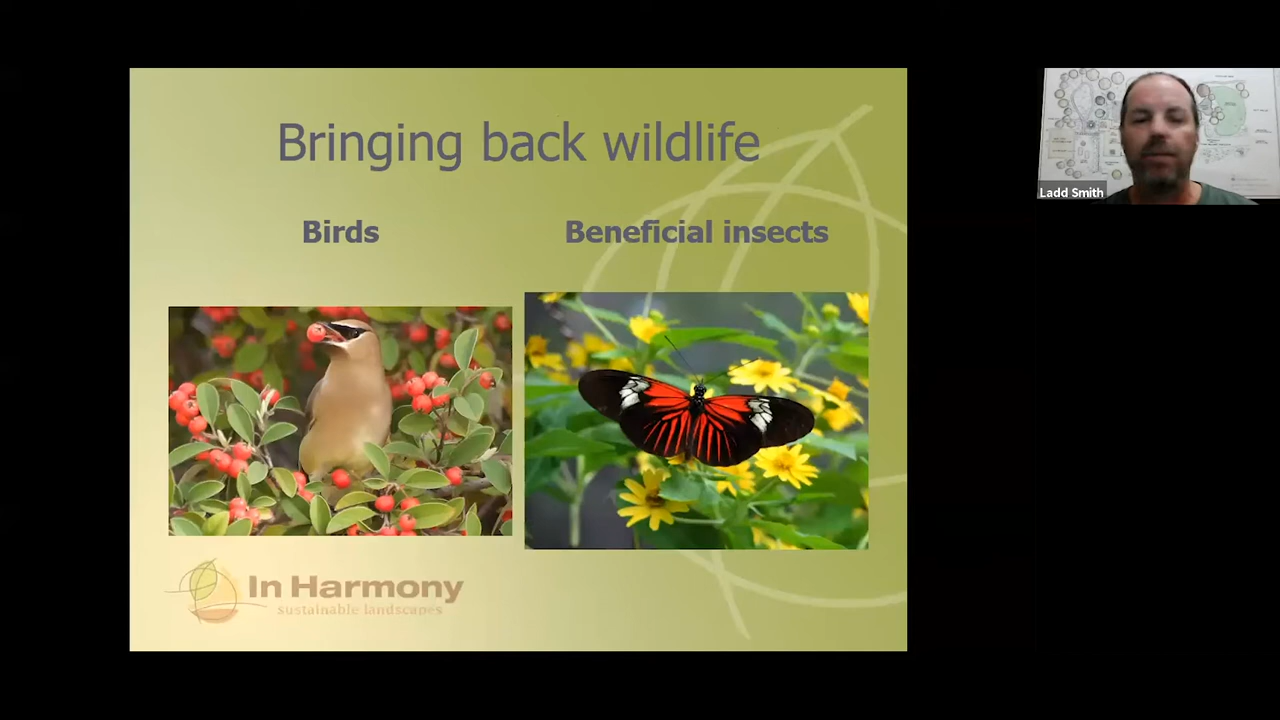 Bringing back wildlife
Birds
Beneficial insects
In Harmony
sustainable landscapes
Ladd Smith